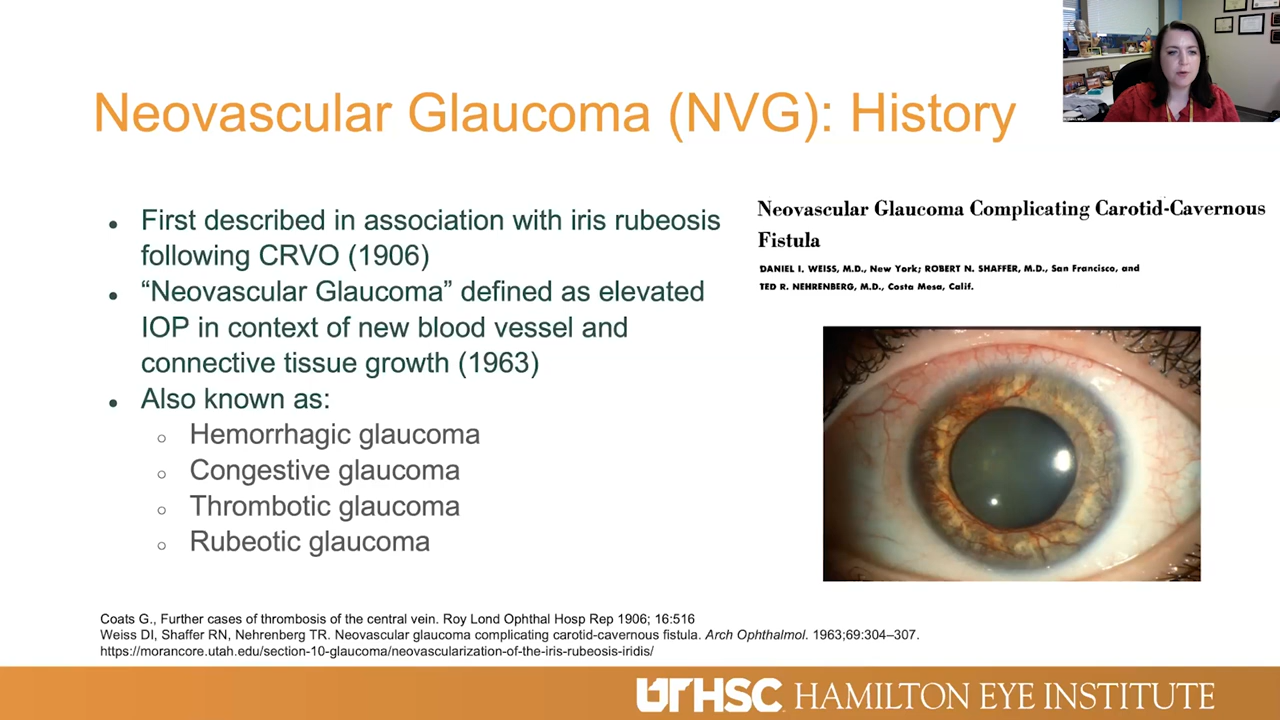 Neovascular Glaucoma (NVG): History
First described in association with iris rubeosis
following CRVO (1906)
“Neovascular Glaucoma” defined as elevated
IOP in context of new blood vessel and
connective tissue growth (1963)
Also known as:
Hemorrhagic glaucoma
Congestive glaucoma
Thrombotic glaucoma
Rubeotic glaucoma
Neovascular Glaucoma Complicating Carotid-Cavernous
Fistula
DANIEL I. WEISS, M.D., New York; ROBERT N. SHAFFER, M.D., San Francisco, and
TED R. NEHRENBERG, M.D., Costa Mesa, Calif.
Coats G., Further cases of thrombosis of the central vein. Roy Lond Ophthal Hosp Rep 1906; 16:516
Weiss DI, Shaffer RN, Nehrenberg TR. Neovascular glaucoma complicating carotid-cavernous fistula. Arch Ophthalmol. 1963;69:304–307.
https://morancore.utah.edu/section-10-glaucoma/neovascularization-of-the-iris-rubeosis-iridis/
UTHSC HAMILTON EYE INSTITUTE